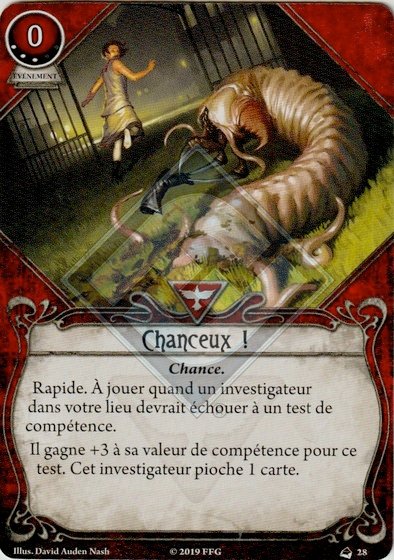 0
ÉVÉNEMENT
Chanceux !
Chance.
Rapide. À jouer quand un investigateur
dans votre lieu devrait échouer à un test de
compétence.
Il gagne +3 à sa valeur de compétence pour ce
test. Cet investigateur pioche 1 carte.
Illus. David Auden Nash
© 2019 FFG
28